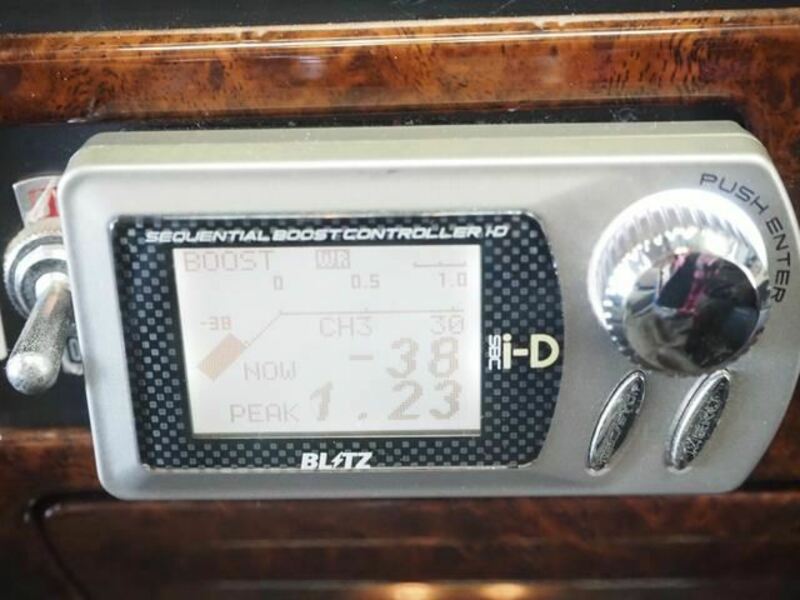 PUSH ENTER
SEQUENTIAL BOOST CONTROLLER i-D
BOOST W.R
0 0.5 1.0
-38 CH3 30
NOW -38
PEAK 1.23
SBC i-D
BLITZ